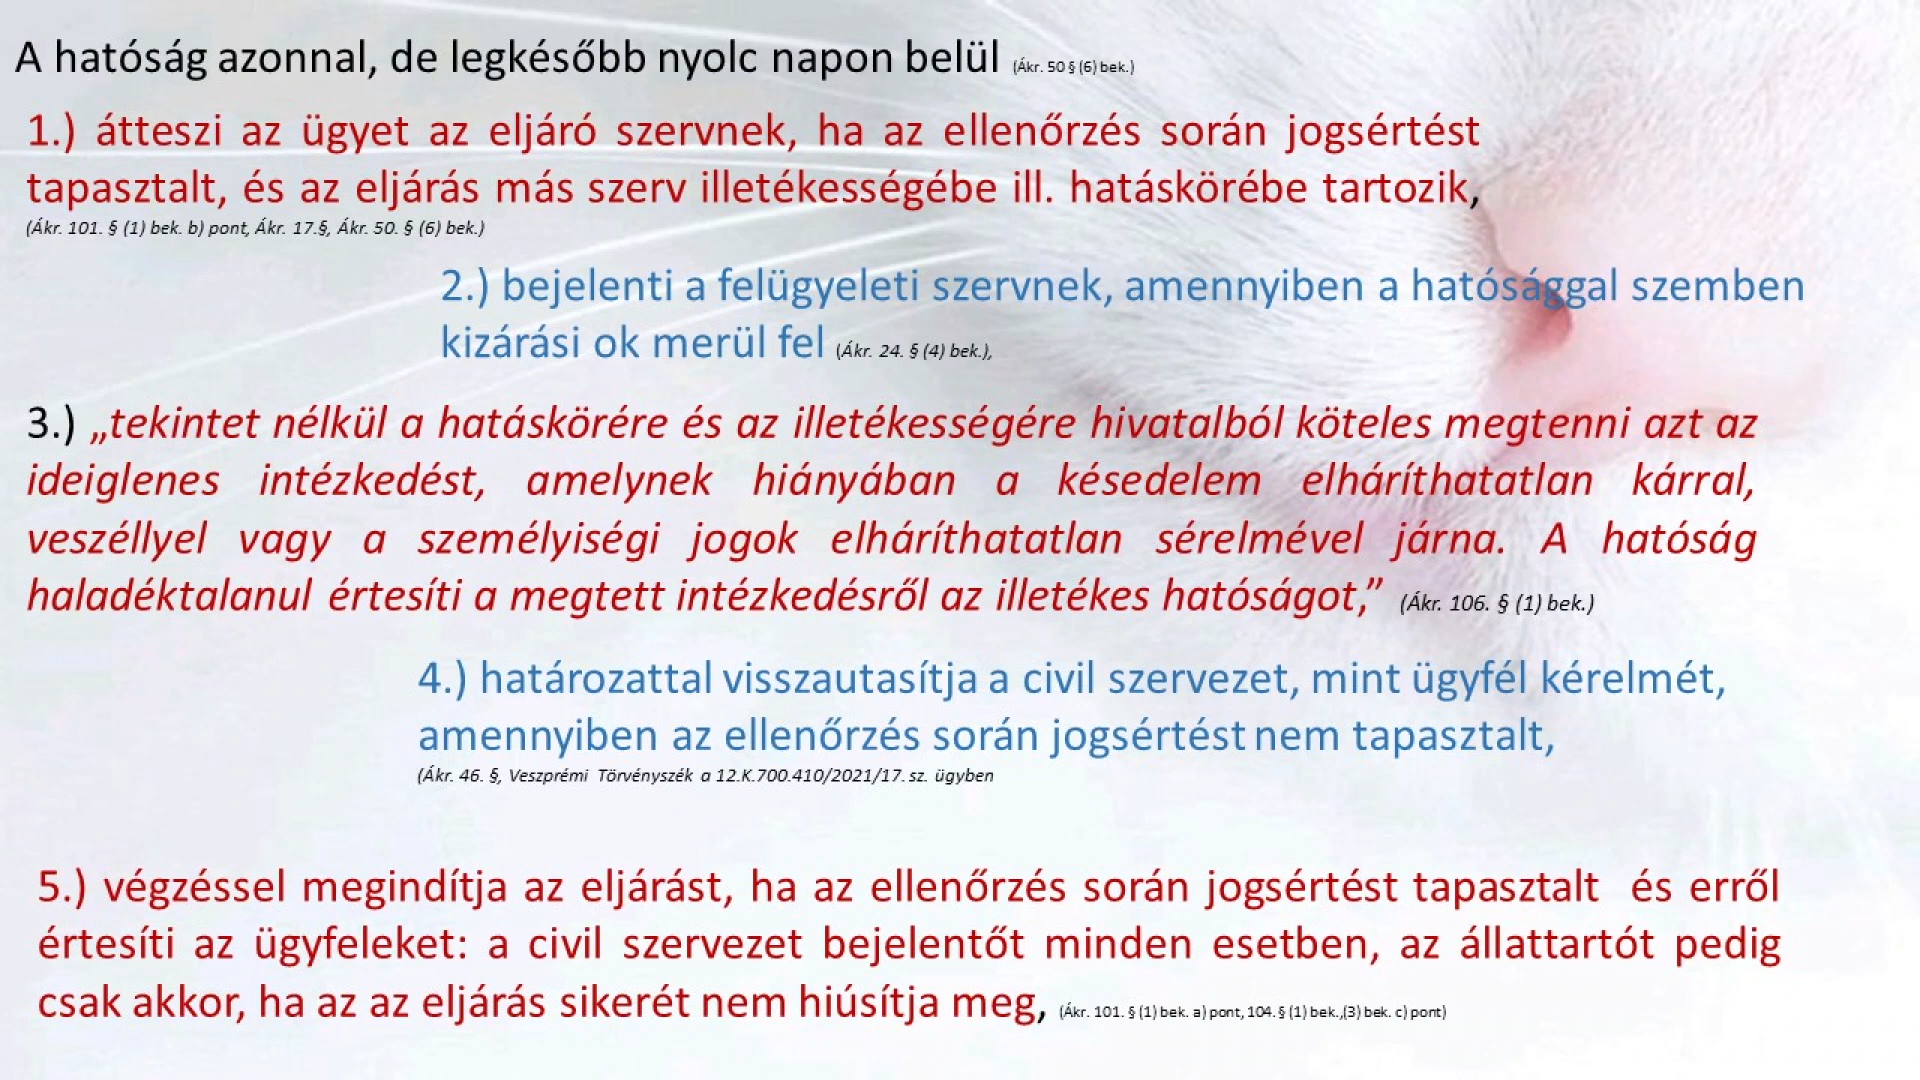 A hatóság azonnal, de legkésőbb nyolc napon belül (Ákr. 50 § (6) bek.)
1.) átteszi az ügyet az eljáró szervnek, ha az ellenőrzés során jogsértést
tapasztalt, és az eljárás más szerv illetékességébe ill. hatáskörébe tartozik,
(Ákr. 101. § (1) bek. b) pont, Ákr. 17.§, Ákr. 50. § (6) bek.)
2.) bejelenti a felügyeleti szervnek, amennyiben a hatósággal szemben
kizárási ok merül fel (Ákr. 24. § (4) bek.),
3.) „tekintet nélkül a hatáskörére és az illetékességére hivatalból köteles megtenni azt az
ideiglenes intézkedést, amelynek hiányában a késedelem elháríthatatlan kárral,
veszéllyel vagy a személyiségi jogok elháríthatatlan sérelmével járna. A hatóság
haladéktalanul értesíti a megtett intézkedésről az illetékes hatóságot,” (Ákr. 106. § (1) bek.)
4.) határozattal visszautasítja a civil szervezet, mint ügyfél kérelmét,
amennyiben az ellenőrzés során jogsértést nem tapasztalt,
(Ákr. 46. §, Veszprémi Törvényszék a 12.K.700.410/2021/17. sz. ügyben
5.) végzéssel megindítja az eljárást, ha az ellenőrzés során jogsértést tapasztalt és erről
értesíti az ügyfeleket: a civil szervezet bejelentőt minden esetben, az állattartót pedig
csak akkor, ha az az eljárás sikerét nem hiúsítja meg, (Ákr. 101. § (1) bek. a) pont, 104. § (1) bek.,(3) bek. c) pont)